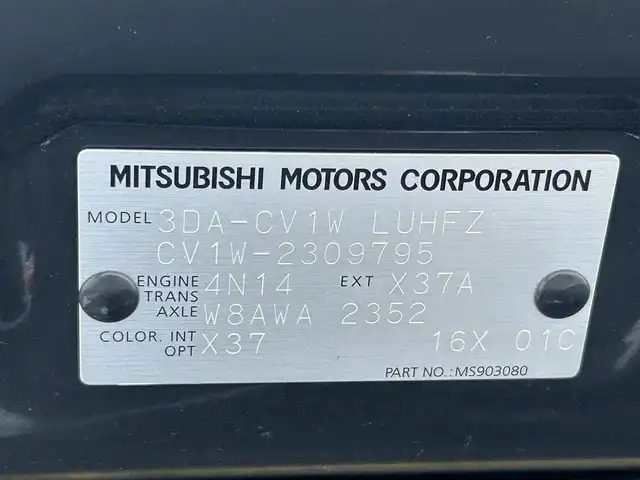 MITSUBISHI MOTORS CORPORATION
MODEL 3DA-CV1W LUHFZ
CV1W-2309795
ENGINE 4N14 EXT X37A
TRANS
AXLE W8AWA 2352
COLOR. INT X37 16X 01C
OPT
PART NO.:MS903080